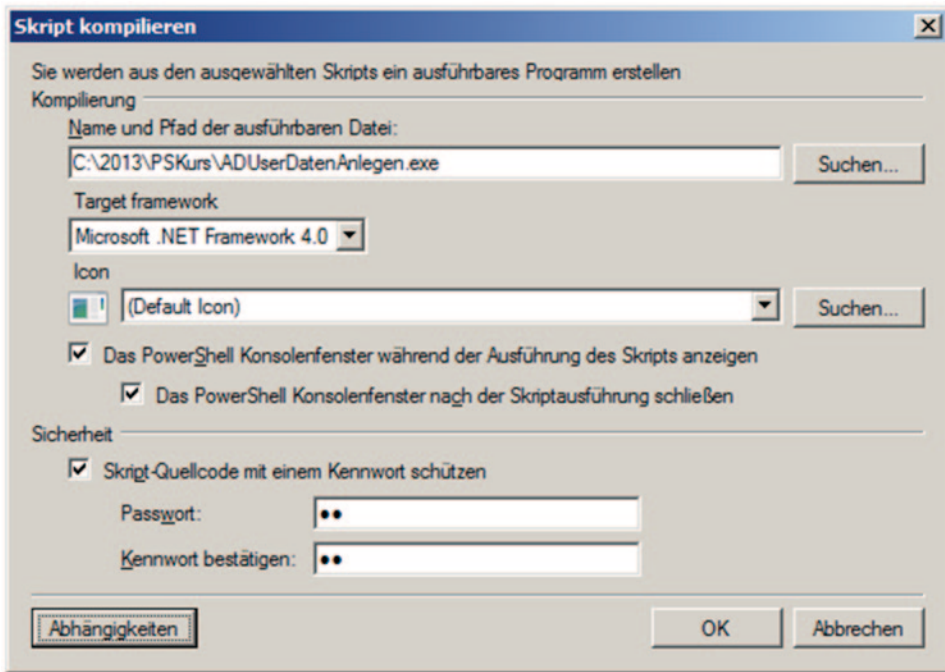 Skript kompilieren
Sie werden aus den ausgewählten Skripts ein ausführbares Programm erstellen
Kompilierung
Name und Pfad der ausführbaren Datei:
C:\2013\PSKurs\ADUserDatenAnlegen.exe Suchen...
Target framework
Microsoft .NET Framework 4.0
Icon
(Default Icon) Suchen...
Das PowerShell Konsolenfenster während der Ausführung des Skripts anzeigen
Das PowerShell Konsolenfenster nach der Skriptausführung schließen
Sicherheit
Skript-Quellcode mit einem Kennwort schützen
Passwort: ●●
Kennwort bestätigen: ●●
Abhängigkeiten OK Abbrechen